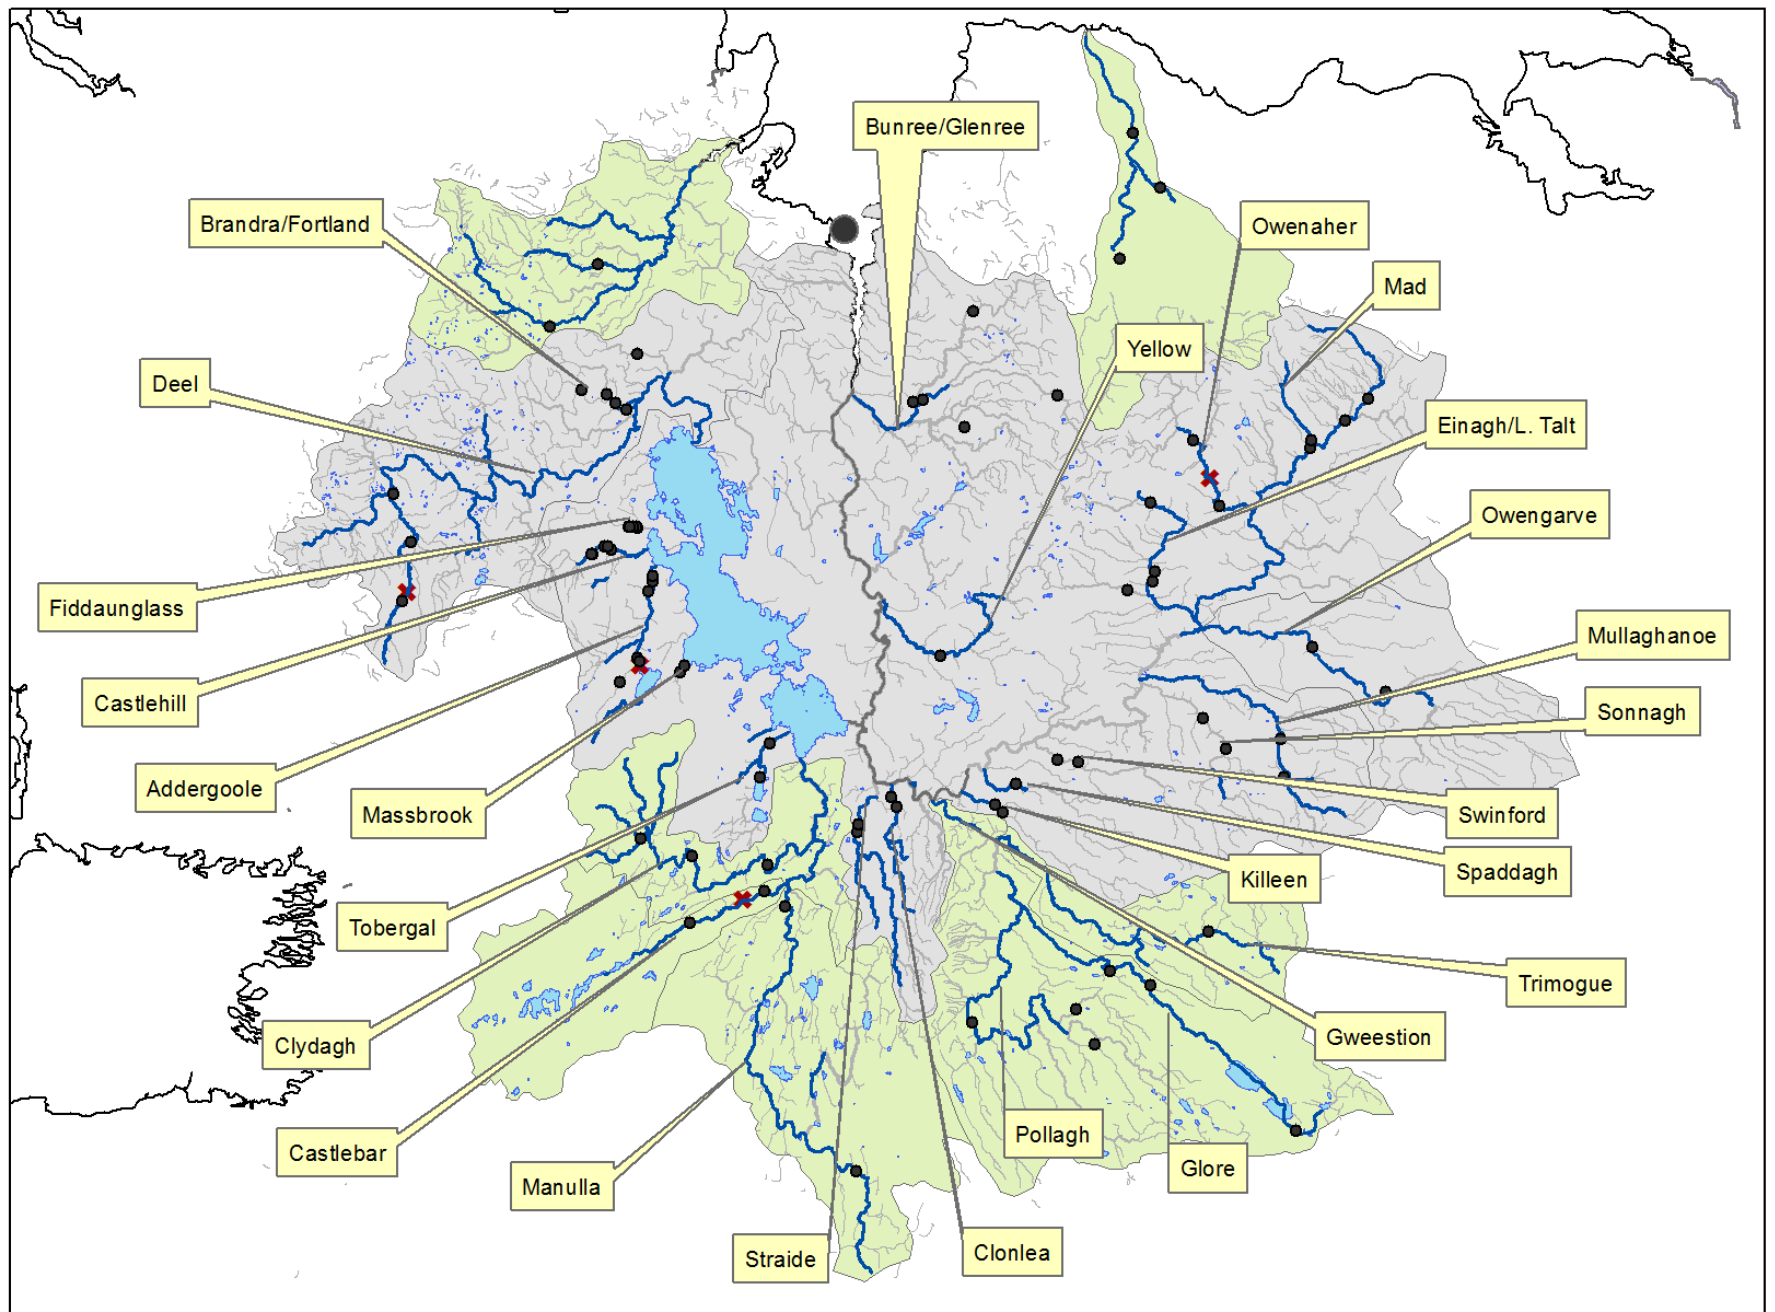 Bunree/Glenree
Brandra/Fortland
Owenaher
Mad
Yellow
Deel
Einagh/L. Talt
Owengarve
Fiddaunglass
Mullaghanoe
Castlehill
Sonnagh
Addergoole
Massbrook
Swinford
Spaddagh
Killeen
Tobergal
Trimogue
Clydagh
Gweestion
Castlebar
Pollagh
Glore
Manulla
Straide
Clonlea